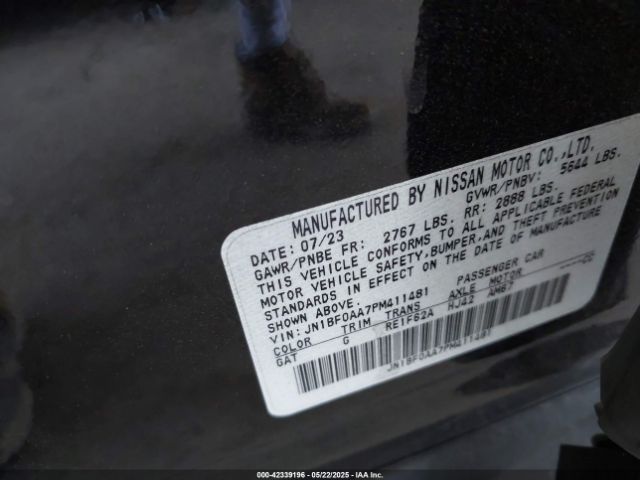 MANUFACTURED BY NISSAN MOTOR CO.,LTD.
DATE: 07/23 GVWR/PNBV: 5644 LBS.
GAWR/PNBE FR: 2767 LBS. RR: 2888 LBS.
THIS VEHICLE CONFORMS TO ALL APPLICABLE FEDERAL
MOTOR VEHICLE SAFETY,BUMPER,AND THEFT PREVENTION
STANDARDS IN EFFECT ON THE DATE OF MANUFACTURE
SHOWN ABOVE.
VIN: JN1BF0AA7PM411481 PASSENGER CAR
COLOR TRIM TRANS AXLE MOTOR
GAT G RE1F62A HJ42 AM67
JN1BF0AA7PM411481
000-42339196 - 05/22/2025 - IAA Inc.